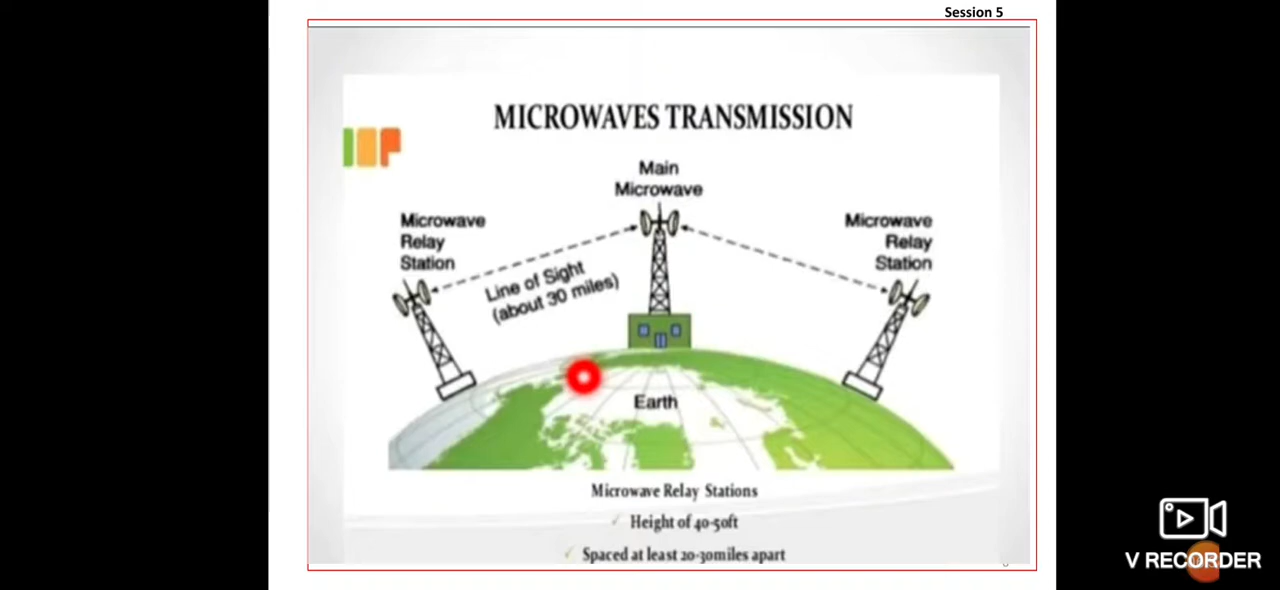 Session 5
MICROWAVES TRANSMISSION
Main
Microwave
Microwave
Relay
Station
Microwave
Relay
Station
Line of Sight
(about 30 miles)
Earth
Microwave Relay Stations
✓ Height of 40-50ft
✓ Spaced at least 20-30miles apart
V RECORDER